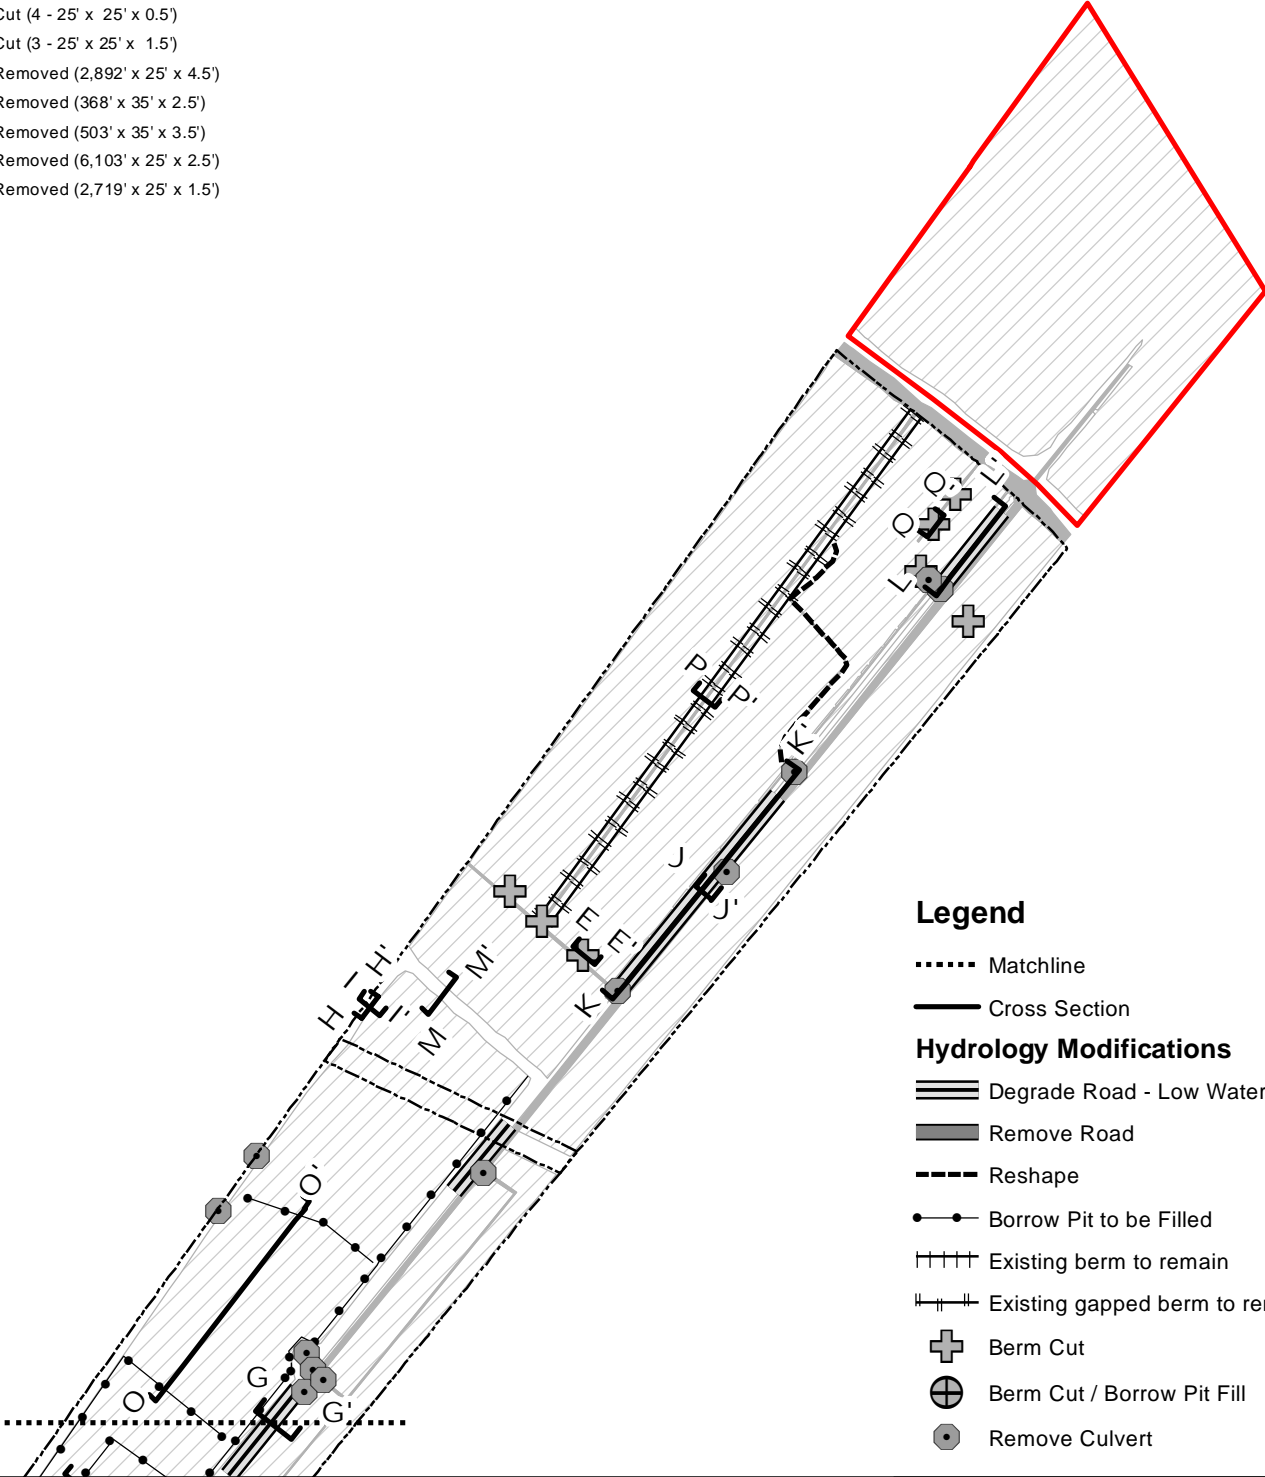 Cut (4 - 25' x 25' x 0.5')
Cut (3 - 25' x 25' x 1.5')
Removed (2,892' x 25' x 4.5')
Removed (368' x 35' x 2.5')
Removed (503' x 35' x 3.5')
Removed (6,103' x 25' x 2.5')
Removed (2,719' x 25' x 1.5')
L'
Q'
Q
L
P
P'
K'
J
J'
E
E'
K
H'
I
M'
H
I'
M
O'
O
G
G'
Legend
Matchline
Cross Section
Hydrology Modifications
Degrade Road - Low Water
Remove Road
Reshape
Borrow Pit to be Filled
Existing berm to remain
Existing gapped berm to re
Berm Cut
Berm Cut / Borrow Pit Fill
Remove Culvert